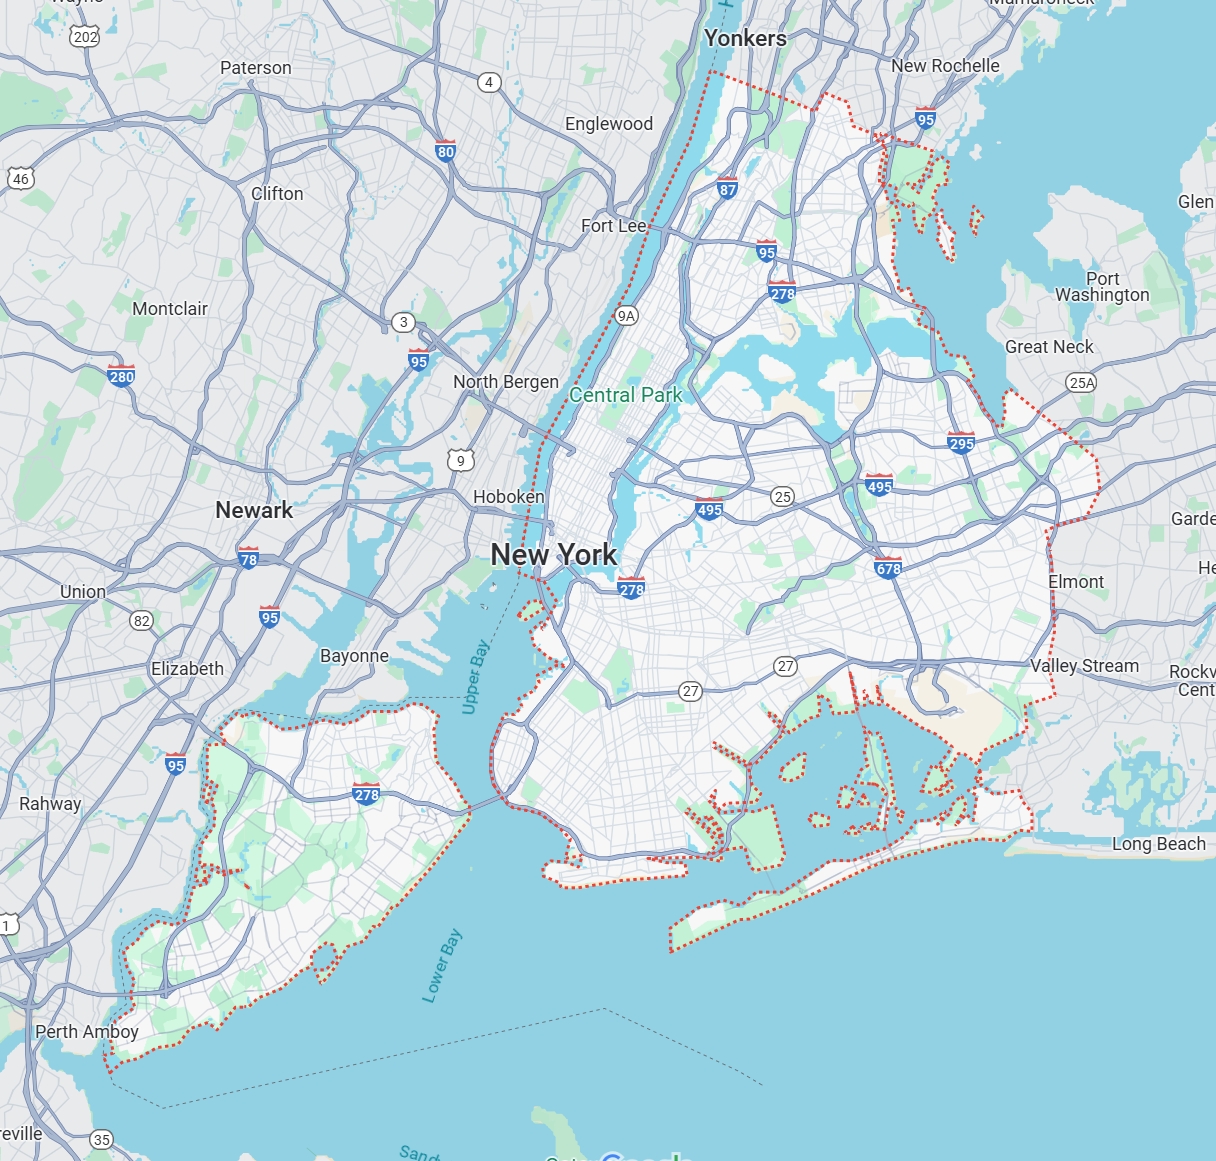 Yonkers
202
Paterson
New Rochelle
4
95
Englewood
80
46
87
Clifton
Glen
Fort Lee
95
Port
Washington
278
Montclair
9A
3
Great Neck
95
280
North Bergen
25A
Central Park
295
9
495
Hoboken
25
Newark
495
Garde
New York
78
678
278
Elmont
Union
95
82
Bayonne
Elizabeth
Upper Bay
27
Valley Stream
27
Rockv
Cent
95
278
Rahway
Long Beach
1
Lower Bay
Perth Amboy
35